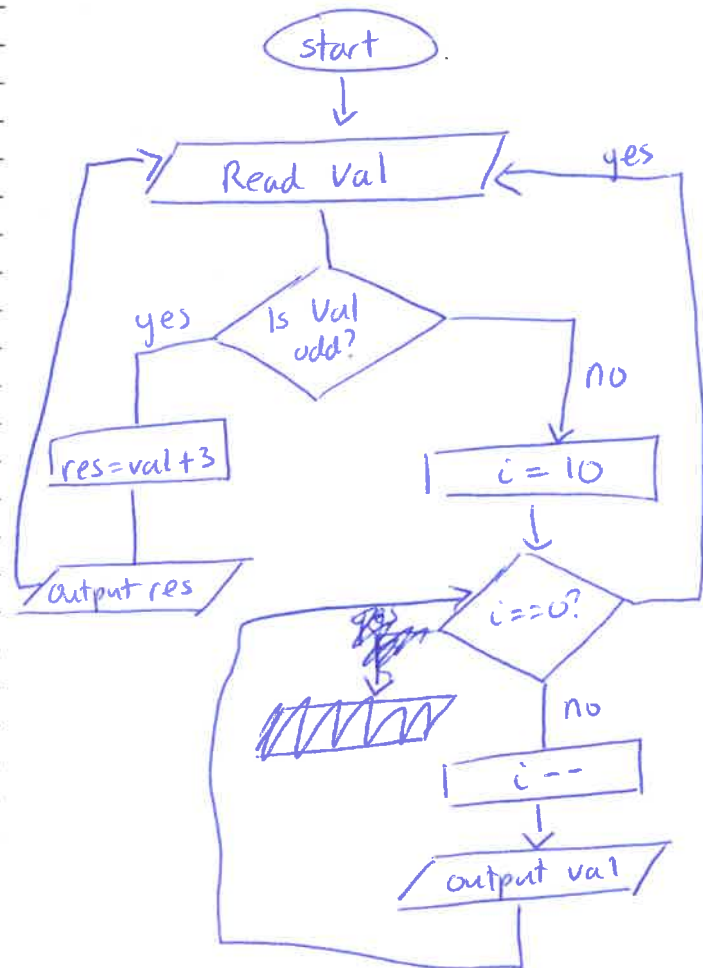 start
Read Val
yes
Is Val
odd?
yes
no
res=val+3
i = 10
output res
i==0?
no
i --
output val